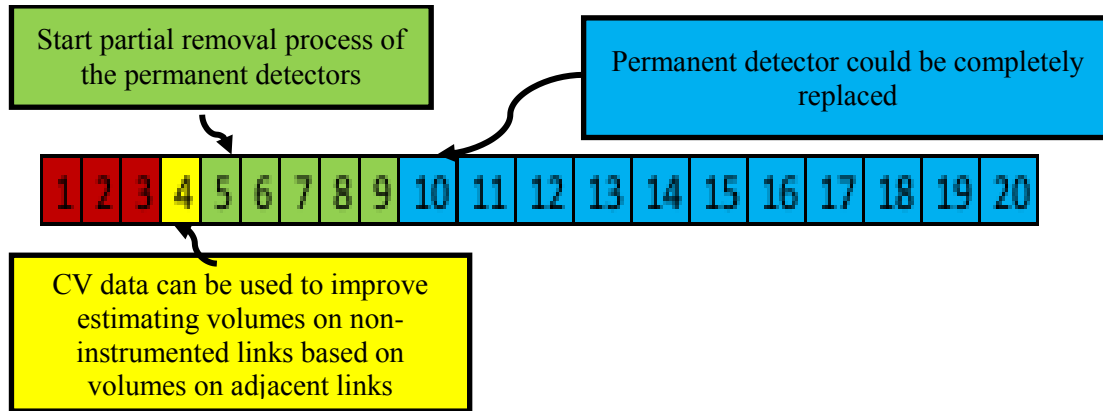 Start partial removal process of
the permanent detectors
Permanent detector could be completely
replaced
1 2 3 4 5 6 7 8 9 10 11 12 13 14 15 16 17 18 19 20
CV data can be used to improve
estimating volumes on non-
instrumented links based on
volumes on adjacent links